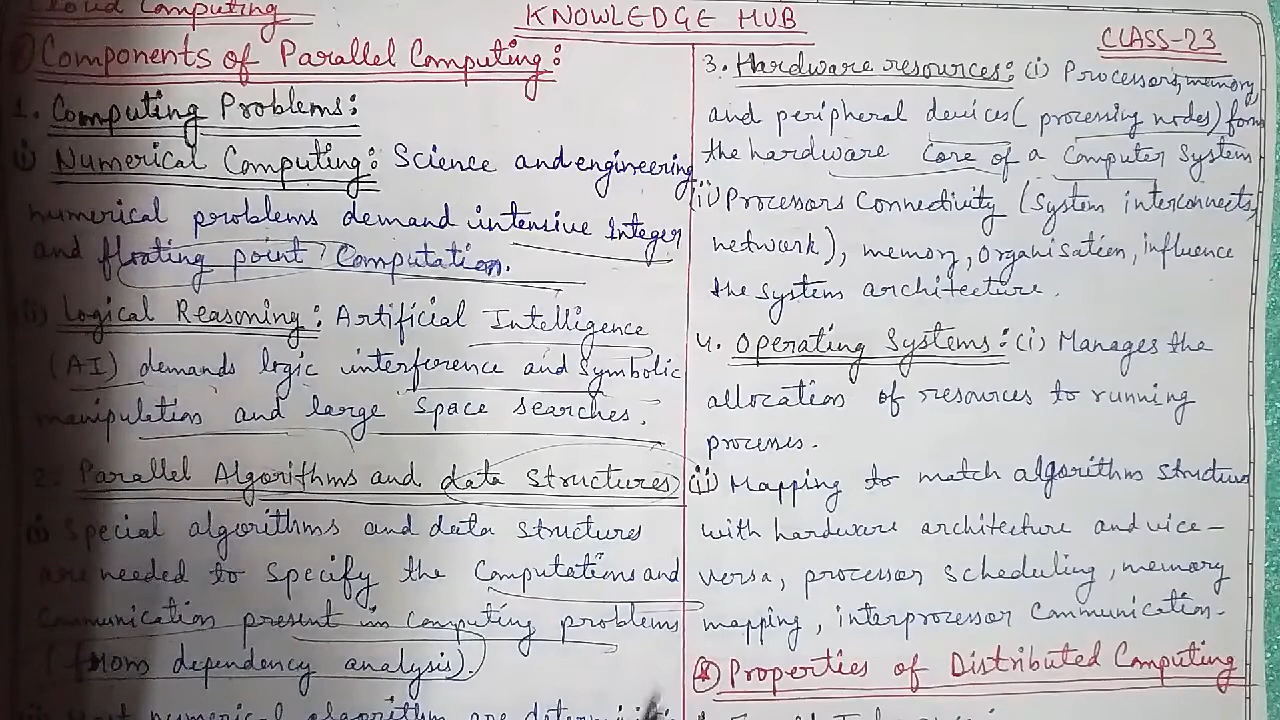 Cloud Computing
KNOWLEDGE HUB
CLASS-23
Components of Parallel Computing:
1. Computing Problems:
i) Numerical Computing: Science and engineering
numerical problems demand intensive Integer
and floating point Computation.
ii) Logical Reasoning: Artificial Intelligence
(AI) demands logic interference and Symbolic
manipulation and large Space Searches.
2. Parallel Algorithms and data Structures
i) Special algorithms and data structures
are needed to Specify the Computations and
Communication present in Computing problems
(from dependency analysis).
algorithm are
3. Hardware resources: (i) Processors, memory
and peripheral devices (processing nodes) form
the hardware Core of a Computer System
(ii) Processors Connectivity (System interconnects,
network), memory, Organisation, influence
the System architecture.
4. Operating Systems: (i) Manages the
allocation of resources to running
processes.
(ii) Mapping to match algorithms Structure
with hardware architecture and vice-
versa, processor scheduling, memory
mapping, interprocessor Communication.
Properties of Distributed Computing